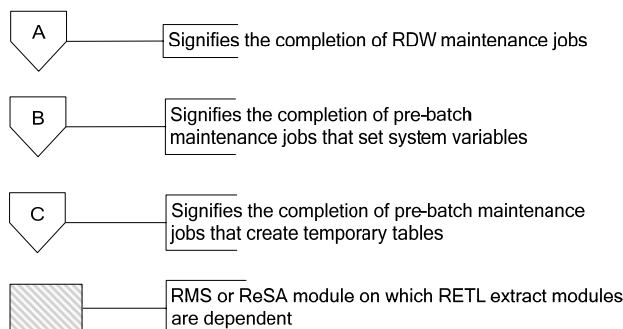 A
Signifies the completion of RDW maintenance jobs
B
Signifies the completion of pre-batch
maintenance jobs that set system variables
C
Signifies the completion of pre-batch maintenance
jobs that create temporary tables
RMS or ReSA module on which RETL extract modules
are dependent